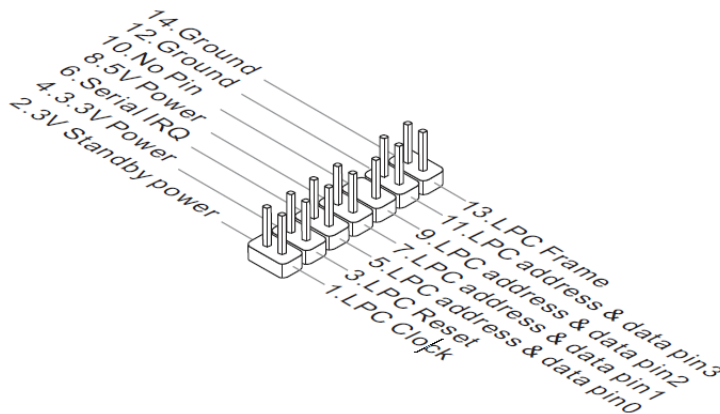 14.Ground
12.Ground
10.No Pin
8.5V Power
6.Serial IRQ
4.3.3V Power
2.3V Standby power
13.LPC Frame
11.LPC address & data pin3
9.LPC address & data pin2
7.LPC address & data pin1
5.LPC address & data pin0
3.LPC Reset
1.LPC Clock